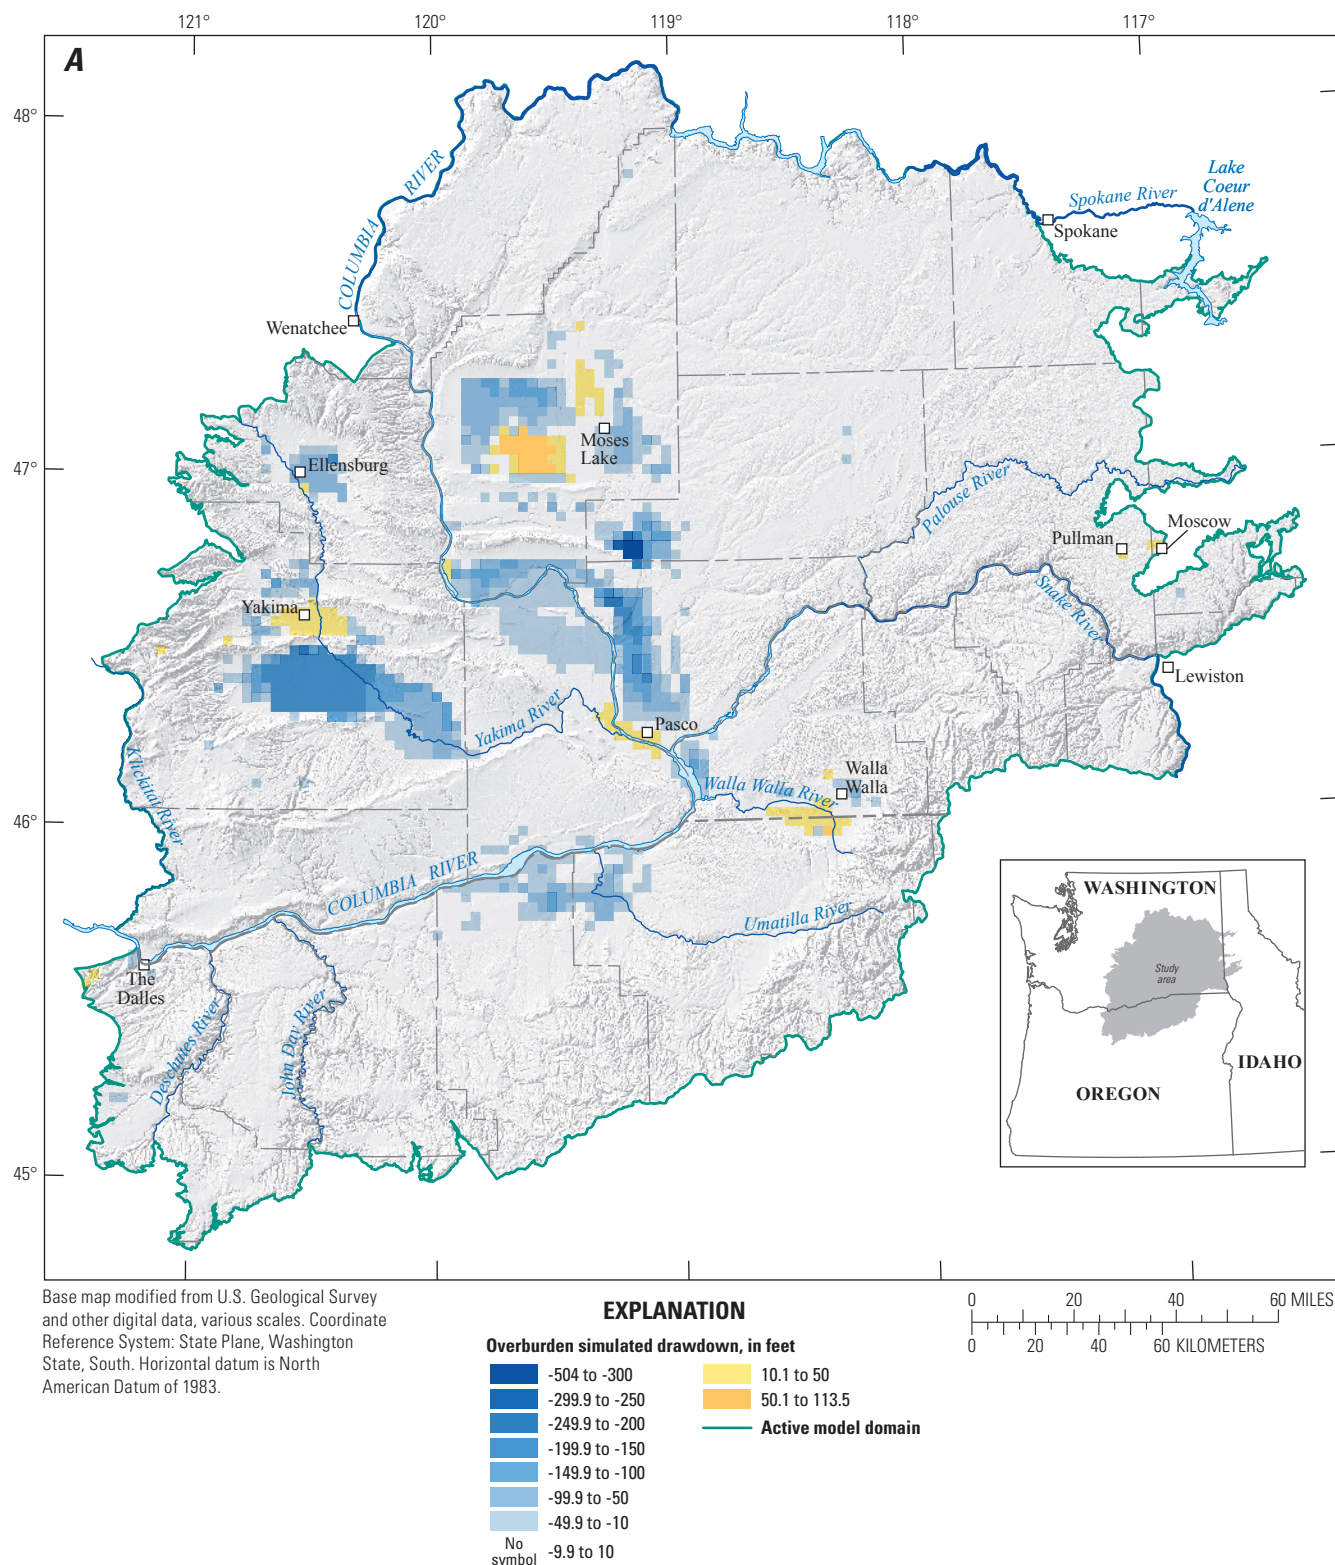 121°
120°
119°
118°
117°
A
48°
47°
46°
45°
COLUMBIA RIVER
Lake
Coeur
d'Alene
Spokane River
Spokane
Wenatchee
Moses
Lake
Ellensburg
Palouse River
Pullman
Moscow
Snake River
Yakima
Lewiston
Yakima River
Pasco
Klickitat River
Walla
Walla
Walla Walla River
COLUMBIA RIVER
Umatilla River
The
Dalles
Deschutes River
John Day River
WASHINGTON
Study
area
IDAHO
OREGON
Base map modified from U.S. Geological Survey
and other digital data, various scales. Coordinate
Reference System: State Plane, Washington
State, South. Horizontal datum is North
American Datum of 1983.
EXPLANATION
Overburden simulated drawdown, in feet
-504 to -300
-299.9 to -250
-249.9 to -200
-199.9 to -150
-149.9 to -100
-99.9 to -50
-49.9 to -10
No
symbol
-9.9 to 10
10.1 to 50
50.1 to 113.5
Active model domain
0 20 40 60 MILES
0 20 40 60 KILOMETERS